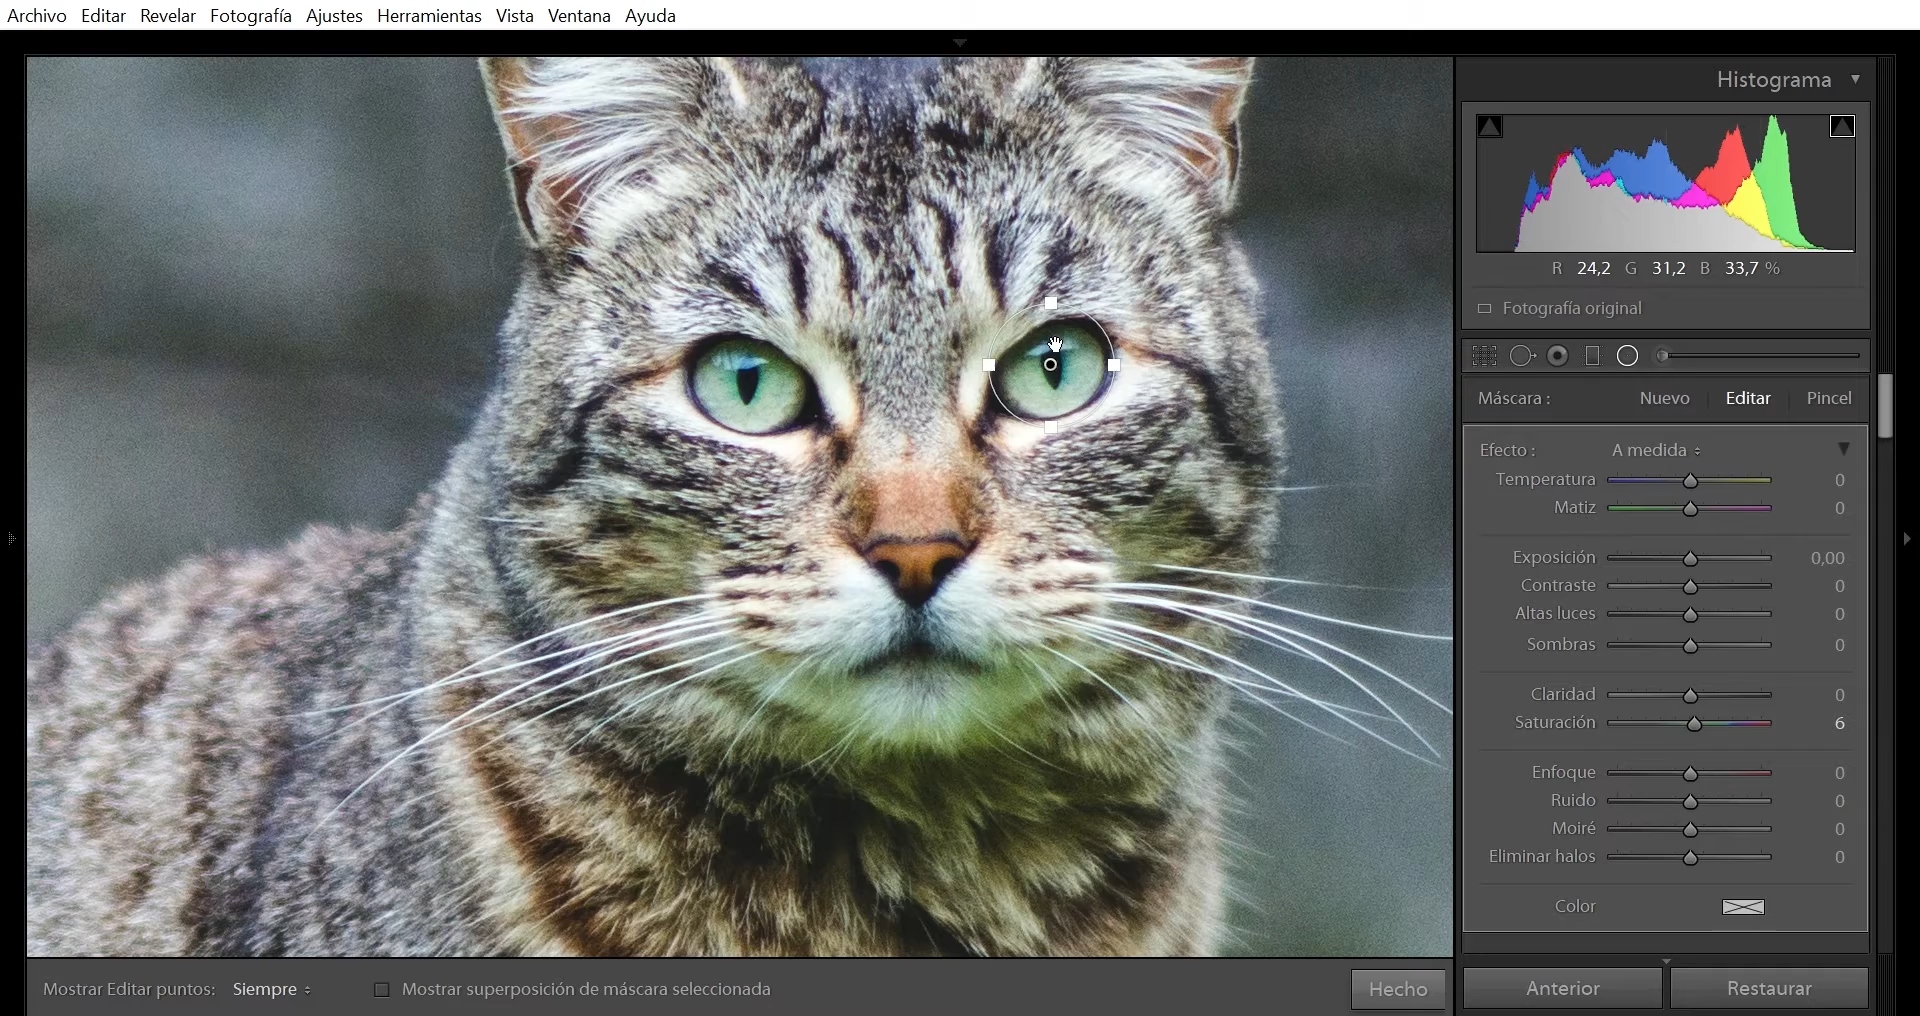 Archivo Editar Revelar Fotografía Ajustes Herramientas Vista Ventana Ayuda
Histograma
R 24,2 G 31,2 B 33,7 %
Fotografía original
Máscara : Nuevo Editar Pincel
Efecto : A medida
Temperatura 0
Matiz 0
Exposición 0,00
Contraste 0
Altas luces 0
Sombras 0
Claridad 0
Saturación 6
Enfoque 0
Ruido 0
Moiré 0
Eliminar halos 0
Color
Mostrar Editar puntos: Siempre Mostrar superposición de máscara seleccionada Hecho Anterior Restaurar